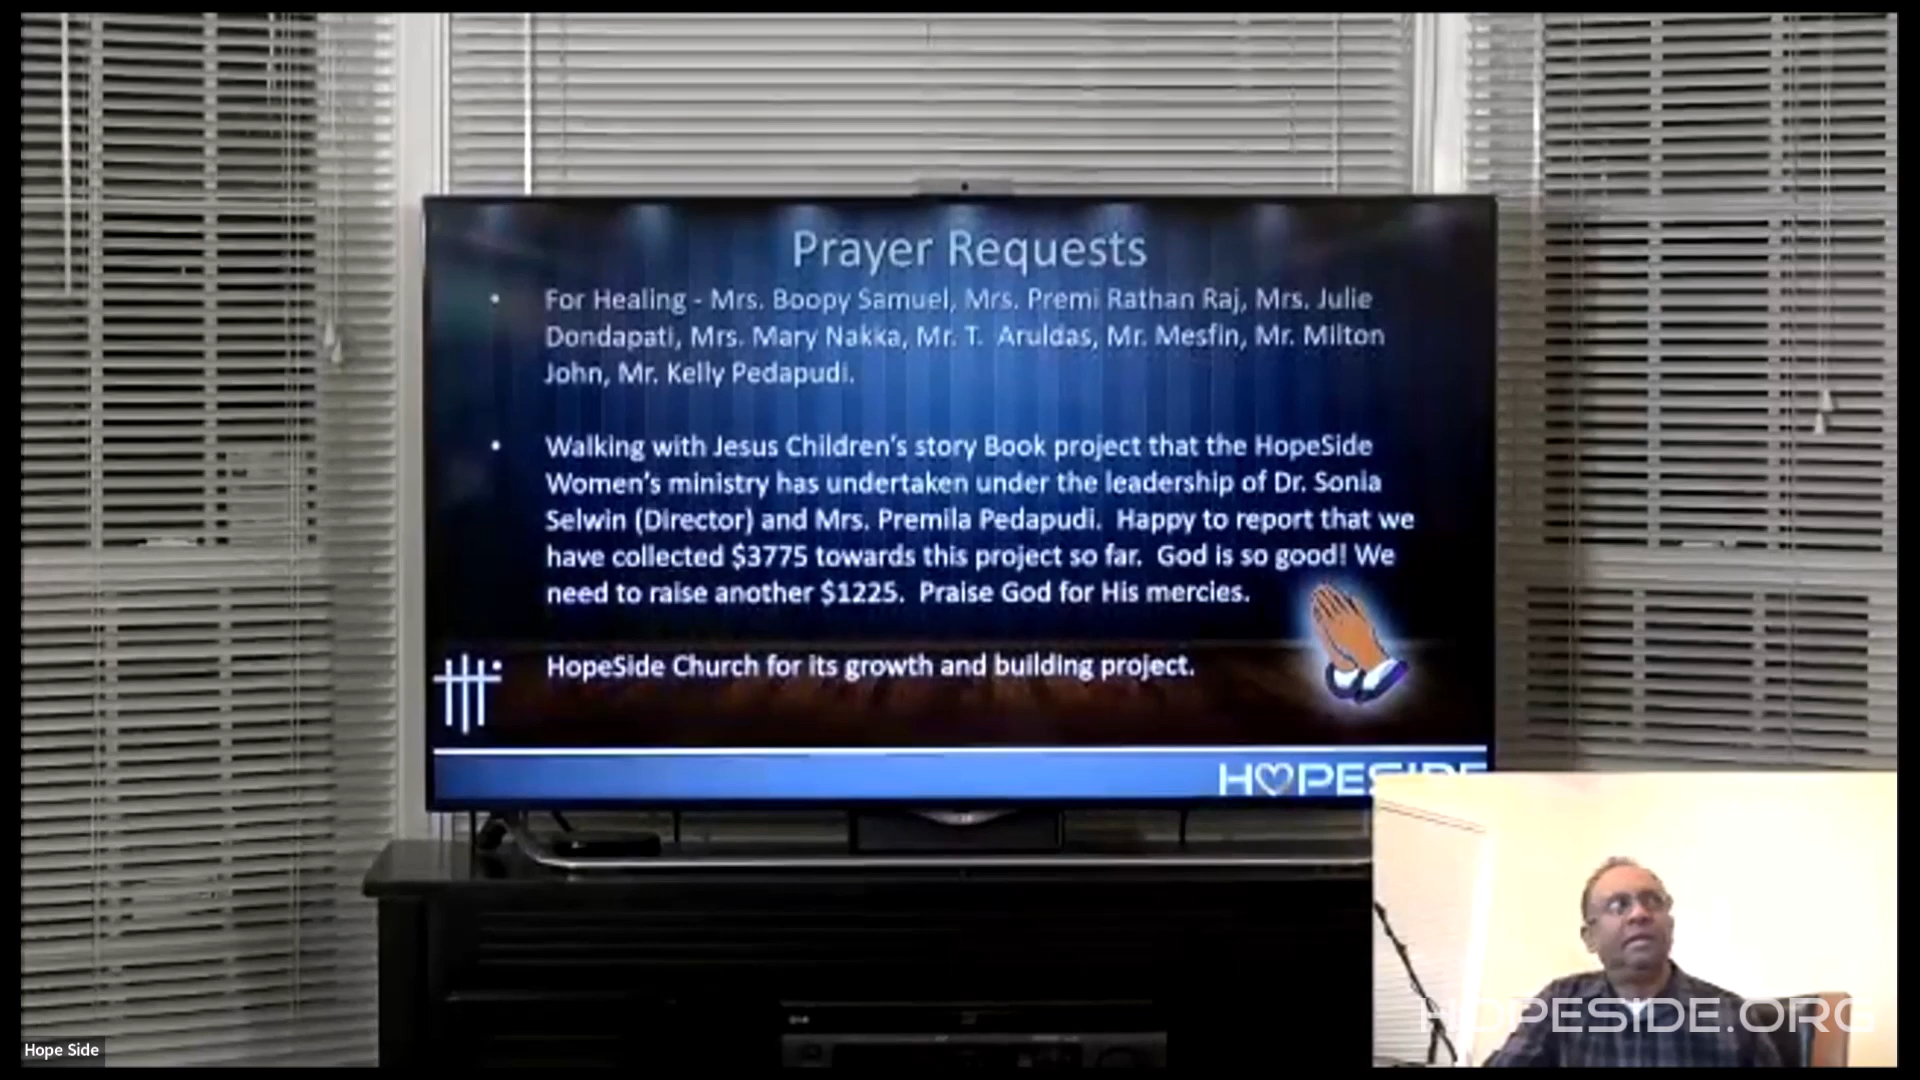 Prayer Requests
• For Healing - Mrs. Boopy Samuel, Mrs. Premi Rathan Raj, Mrs. Julie
Dondapati, Mrs. Mary Nakka, Mr. T. Aruldas, Mr. Mesfin, Mr. Milton
John, Mr. Kelly Pedapudi.
• Walking with Jesus Children's story Book project that the HopeSide
Women's ministry has undertaken under the leadership of Dr. Sonia
Selwin (Director) and Mrs. Premila Pedapudi. Happy to report that we
have collected $3775 towards this project so far. God is so good! We
need to raise another $1225. Praise God for His mercies.
• HopeSide Church for its growth and building project.
HOPESIDE
HOPESIDE.ORG
Hope Side